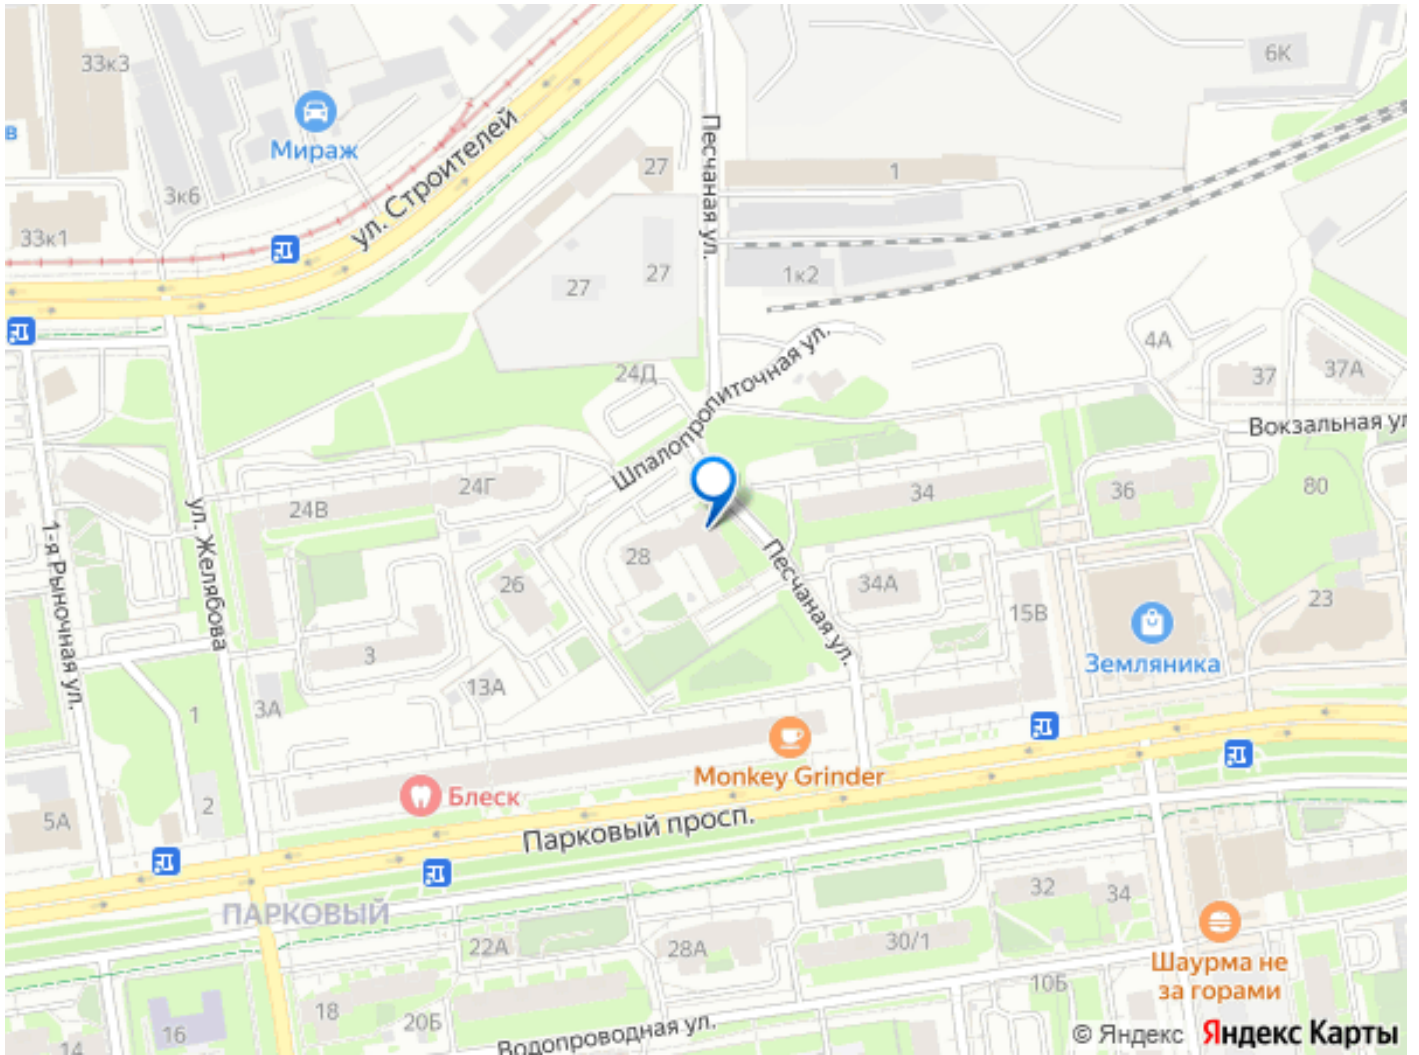 33к3
6К
в
Мираж
ул. Строителей
Песчаная ул.
27
1
3к6
33к1
27
27
1к2
24Д
Шпалопропиточная ул.
4А
37
37А
Вокзальная ул
24Г
24В
34
36
80
1-я Рыночная ул.
ул. Желябова
28
26
Песчаная ул.
34А
15В
23
3
Земляника
13А
1
3А
Monkey Grinder
Блеск
2
5А
Парковый просп.
ПАРКОВЫЙ
32
34
22А
28А
30/1
Шаурма не
за горами
10Б
18
20Б
16
14
Водопроводная ул.
© Яндекс Яндекс Карты